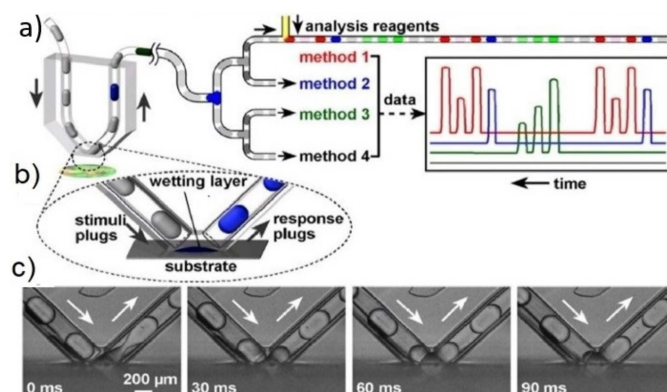 a)
analysis reagents
method 1
method 2
method 3
method 4
data
time
b)
wetting layer
stimuli
plugs
response
plugs
substrate
c)
0 ms
200 μm
30 ms
60 ms
90 ms